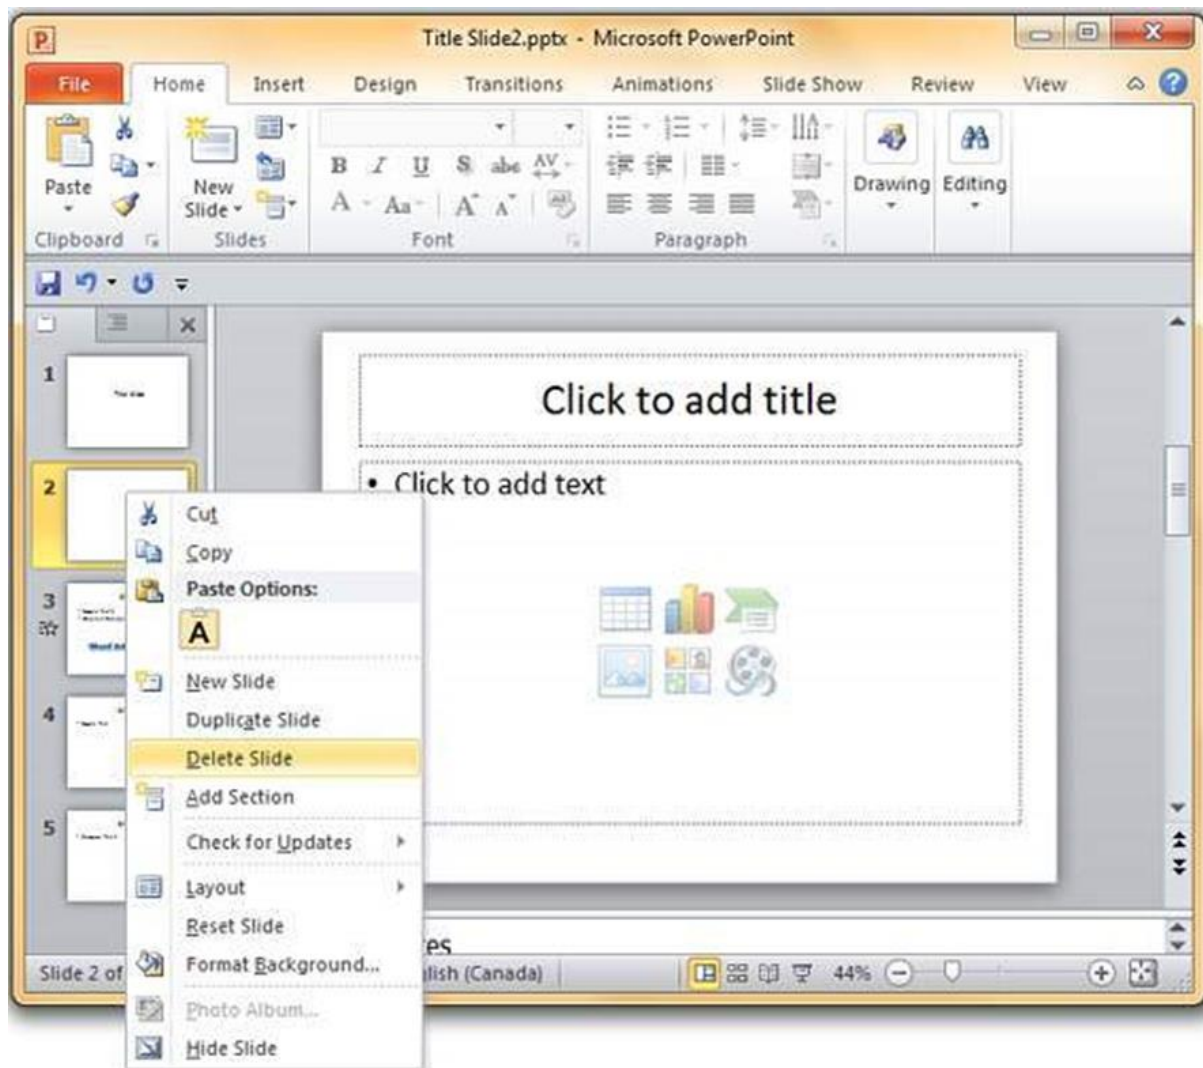 Title Slide2.pptx - Microsoft PowerPoint
File Home Insert Design Transitions Animations Slide Show Review View
Paste
New Slide
B I U S abc AV
A Aa A A
Drawing Editing
Clipboard Slides Font Paragraph
1
Click to add title
2
• Click to add text
Cut
Copy
Paste Options:
A
3
New Slide
4
Duplicate Slide
Delete Slide
Add Section
5
Check for Updates
Layout
Reset Slide
Format Background...
Photo Album...
Hide Slide
Slide 2 of
(Canada)
44%